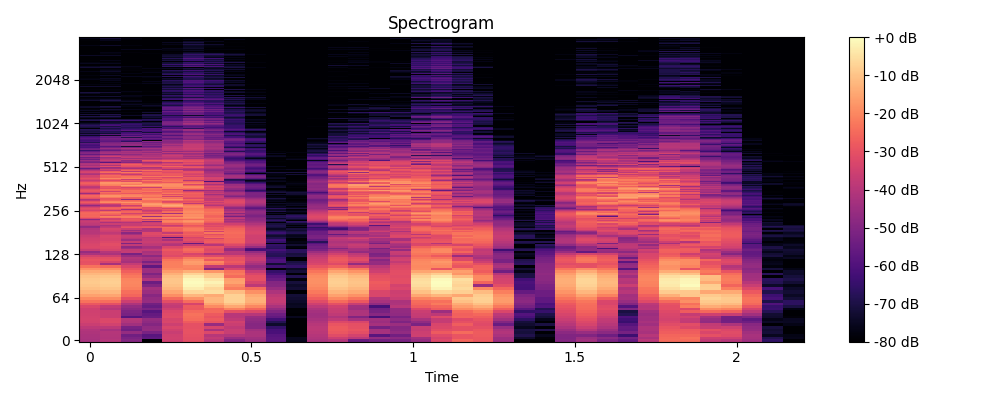 Spectrogram
Hz
2048
1024
512
256
128
64
0
0
0.5
1
1.5
2
Time
+0 dB
-10 dB
-20 dB
-30 dB
-40 dB
-50 dB
-60 dB
-70 dB
-80 dB